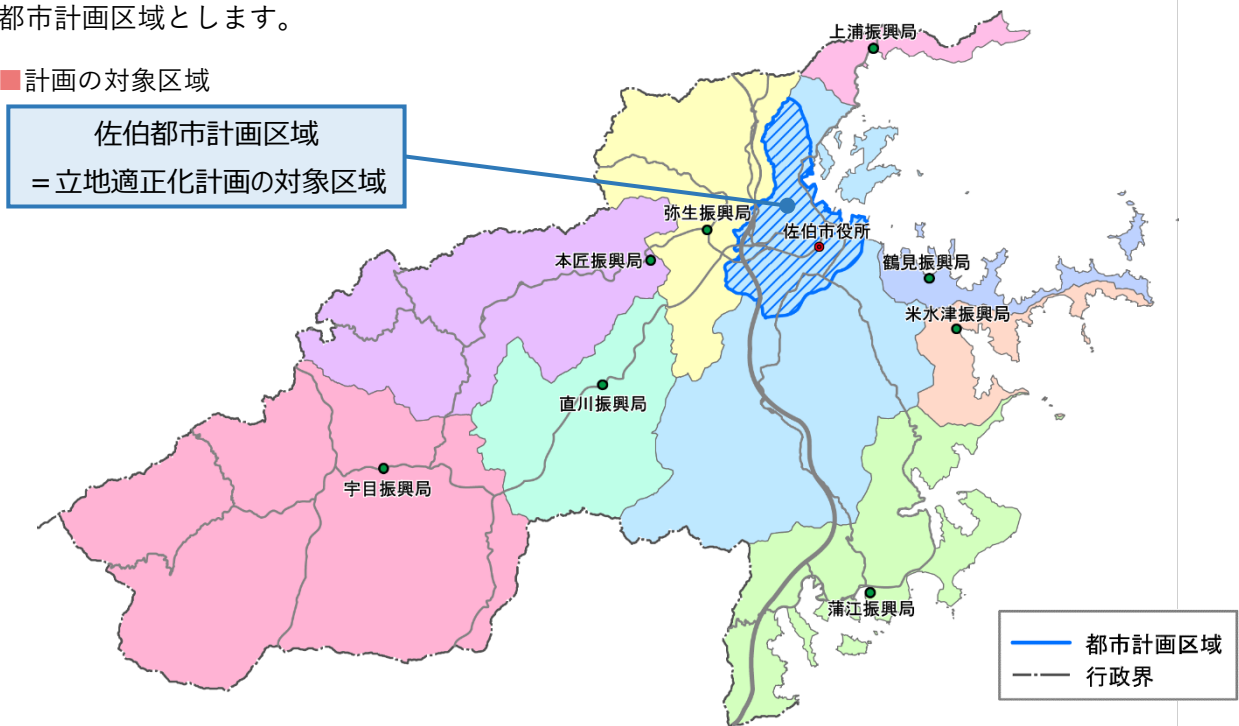 都市計画区域とします。
■計画の対象区域
佐伯都市計画区域
=立地適正化計画の対象区域
上浦振興局
弥生振興局
佐伯市役所
本匠振興局
鶴見振興局
米水津振興局
直川振興局
宇目振興局
蒲江振興局
都市計画区域
行政界